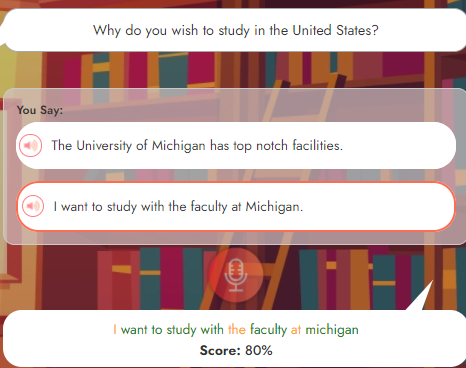 Why do you wish to study in the United States?
You Say:
The University of Michigan has top notch facilities.
I want to study with the faculty at Michigan.
I want to study with the faculty at michigan
Score: 80%